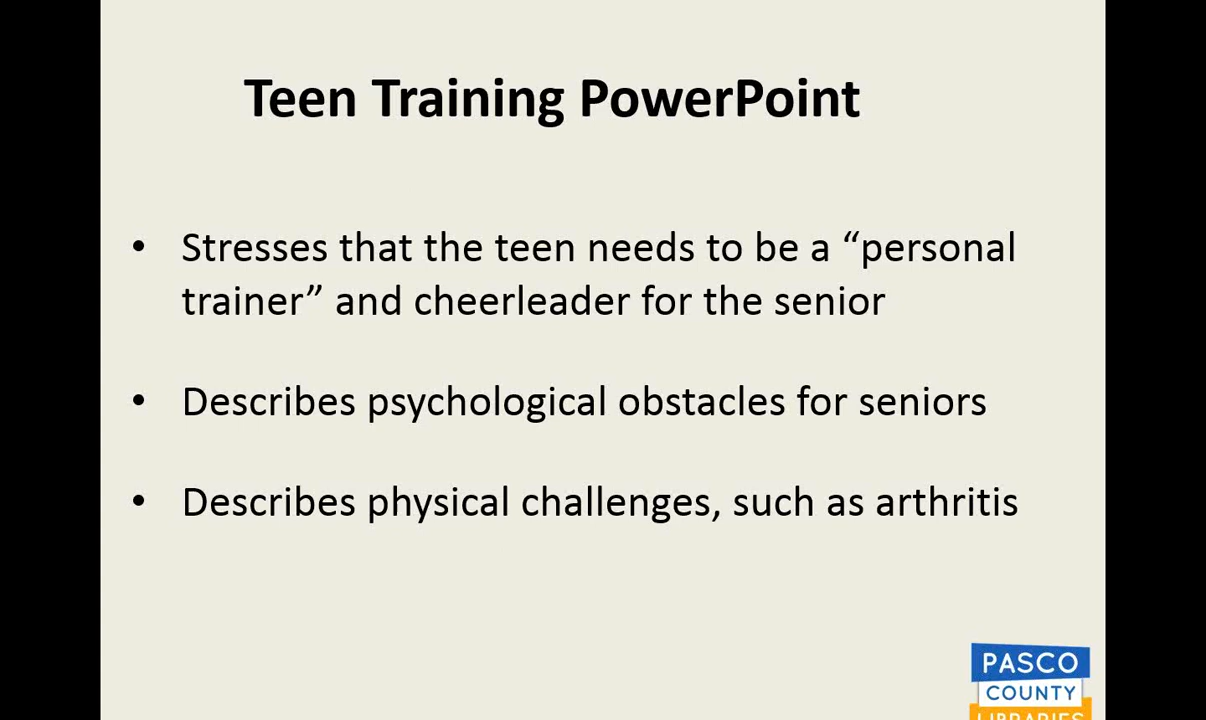 Teen Training PowerPoint
• Stresses that the teen needs to be a “personal
trainer” and cheerleader for the senior
• Describes psychological obstacles for seniors
• Describes physical challenges, such as arthritis
PASCO
COUNTY
LIBRARIES